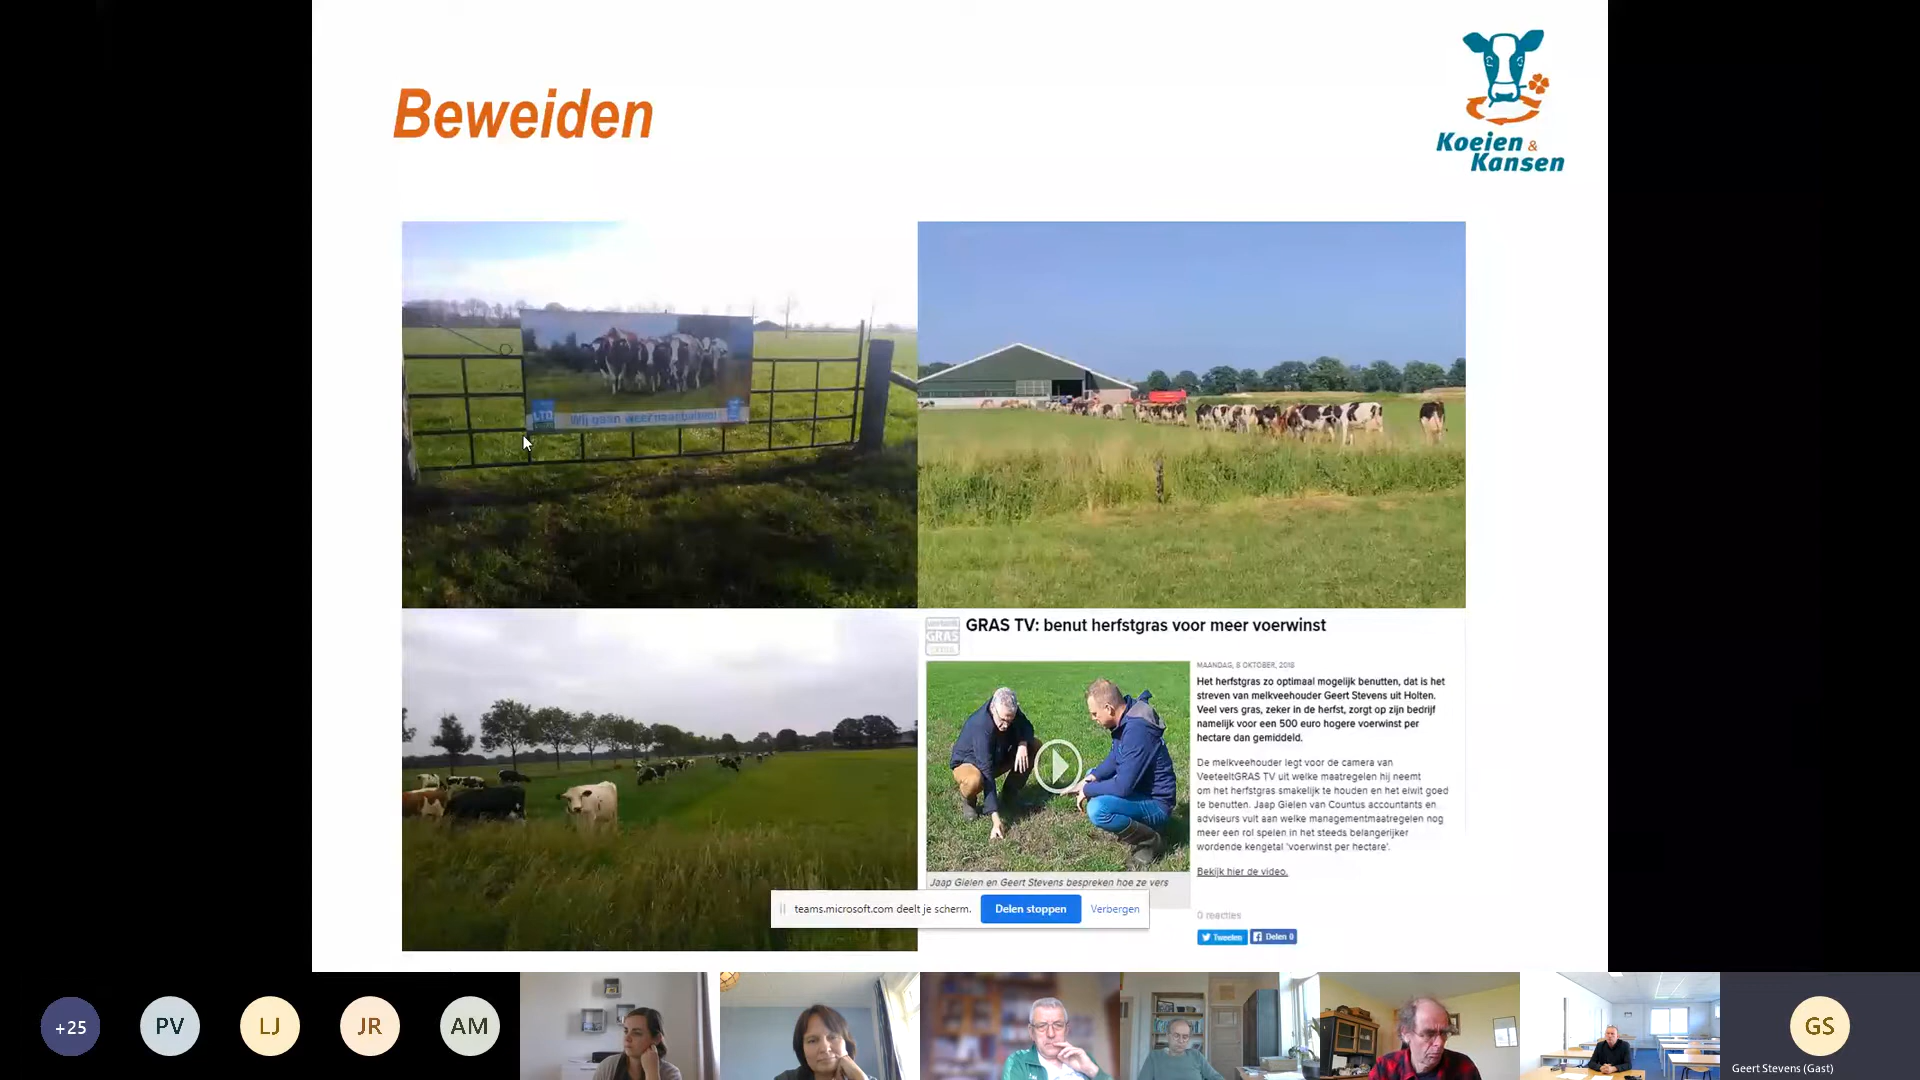 Beweiden
Koeien &
Kansen
LTO
Wij gaan weer naar buiten!
GRAS
GRAS TV: benut herfstgras voor meer voerwinst
MAANDAG, 8 OKTOBER, 2018
Het herfstgras zo optimaal mogelijk benutten, dat is het
streven van melkveehouder Geert Stevens uit Holten.
Veel vers gras, zeker in de herfst, zorgt op zijn bedrijf
namelijk voor een 500 euro hogere voerwinst per
hectare dan gemiddeld.
De melkveehouder legt voor de camera van
VeeteeltGRAS TV uit welke maatregelen hij neemt
om het herfstgras smakelijk te houden en het eiwit goed
te benutten. Jaap Gielen van Countus accountants en
adviseurs vult aan welke managementmaatregelen nog
meer een rol spelen in het steeds belangerijker
wordende kengetal 'voerwinst per hectare'.
Bekijk hier de video.
Jaap Gielen en Geert Stevens bespreken hoe ze vers
teams.microsoft.com deelt je scherm.
Delen stoppen
Verbergen
0 reacties
Tweeten
Delen 0
+25
PV
LJ
JR
AM
GS
Geert Stevens (Gast)